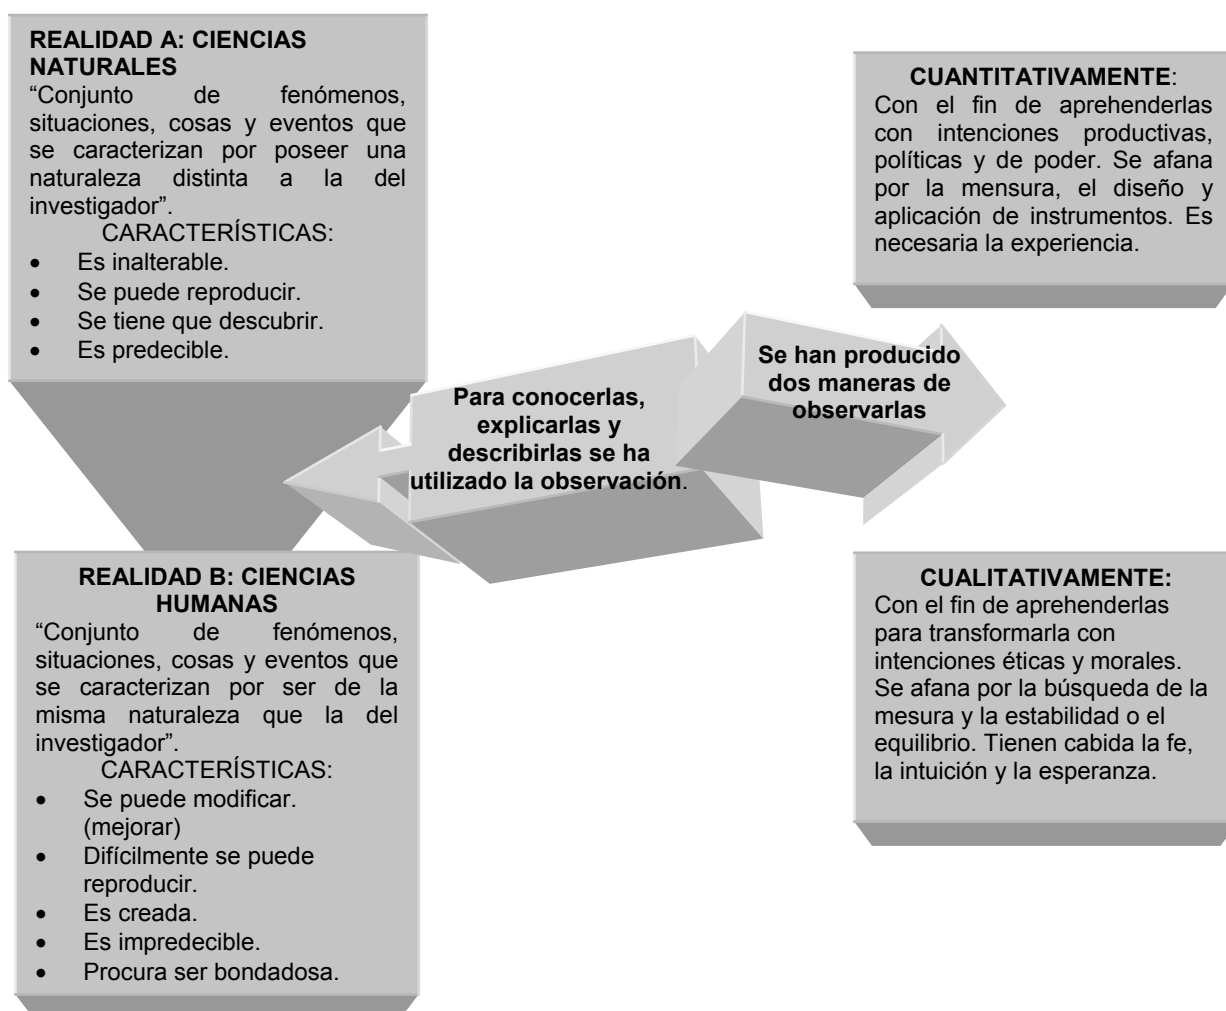 REALIDAD A: CIENCIAS
NATURALES
“Conjunto de fenómenos,
situaciones, cosas y eventos que
se caracterizan por poseer una
naturaleza distinta a la del
investigador”.
CARACTERÍSTICAS:
• Es inalterable.
• Se puede reproducir.
• Se tiene que descubrir.
• Es predecible.
REALIDAD B: CIENCIAS
HUMANAS
“Conjunto de fenómenos,
situaciones, cosas y eventos que
se caracterizan por ser de la
misma naturaleza que la del
investigador”.
CARACTERÍSTICAS:
• Se puede modificar.
(mejorar)
• Difícilmente se puede
reproducir.
• Es creada.
• Es impredecible.
• Procura ser bondadosa.
Para conocerlas,
explicarlas y
describirlas se ha
utilizado la observación.
Se han producido
dos maneras de
observarlas
CUANTITATIVAMENTE:
Con el fin de aprehenderlas
con intenciones productivas,
políticas y de poder. Se afana
por la mensura, el diseño y
aplicación de instrumentos. Es
necesaria la experiencia.
CUALITATIVAMENTE:
Con el fin de aprehenderlas
para transformarla con
intenciones éticas y morales.
Se afana por la búsqueda de la
mesura y la estabilidad o el
equilibrio. Tienen cabida la fe,
la intuición y la esperanza.